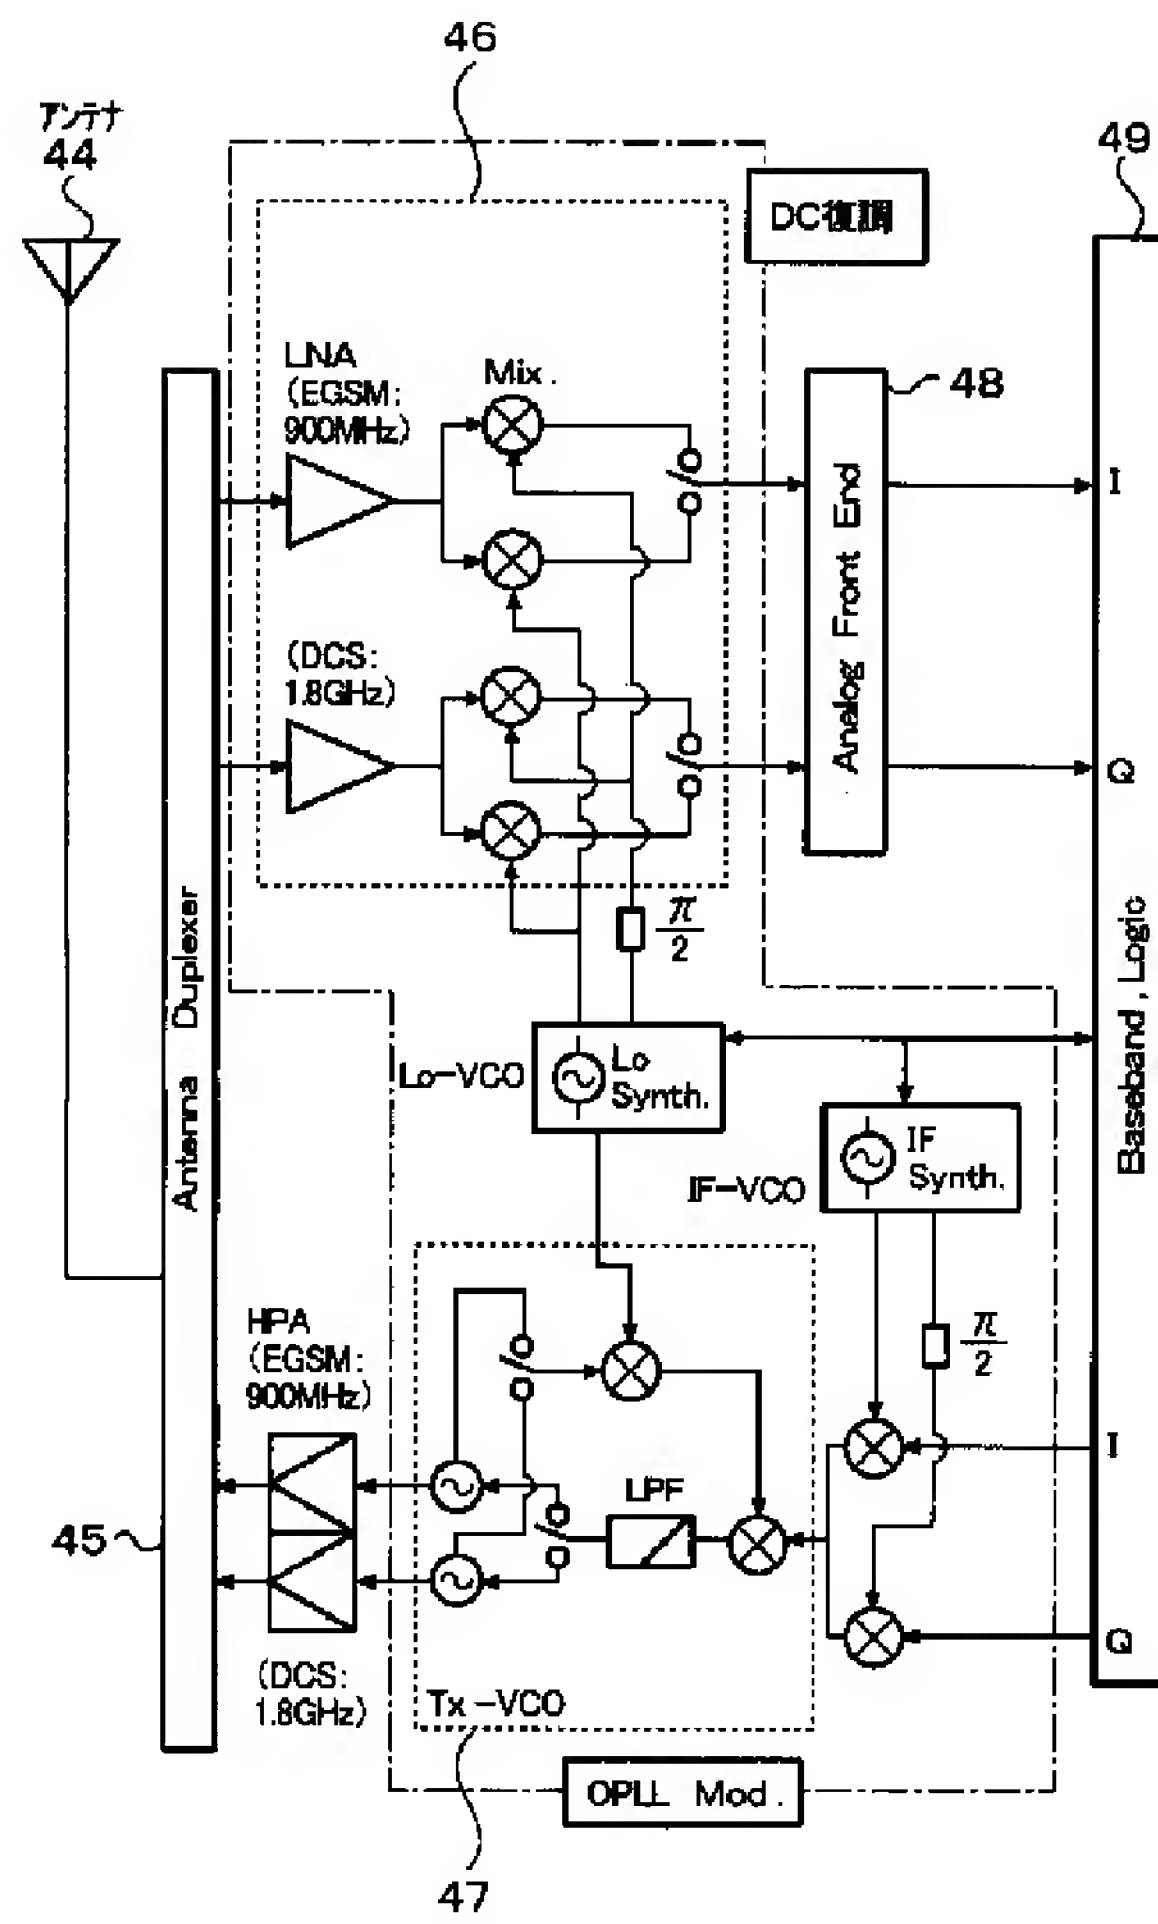 46
アンテナ
44
49
DC復調
LNA
(EGSM:
900MHz)
Mix.
48
I
Analog Front End
(DCS:
1.8GHz)
Q
π
2
Antenna Duplexer
Baseband, Logic
Lo-VCO
Lo
Synth.
IF
Synth.
IF-VCO
HPA
(EGSM:
900MHz)
π
2
I
LPF
45
Q
(DCS:
1.8GHz)
Tx-VCO
OPLL Mod.
47